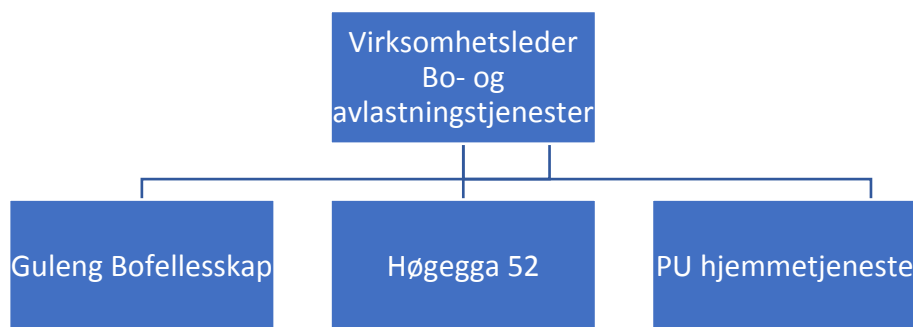 Virksomhetsleder
Bo- og
avlastningstjenester
Guleng Bofellesskap
Høgegga 52
PU hjemmetjeneste